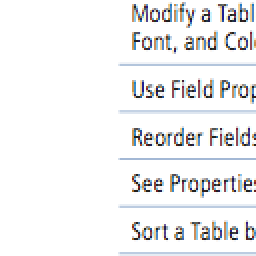 Modify a Tabl
Font, and Col
Use Field Prop
Reorder Fields
See Properties
Sort a Table b